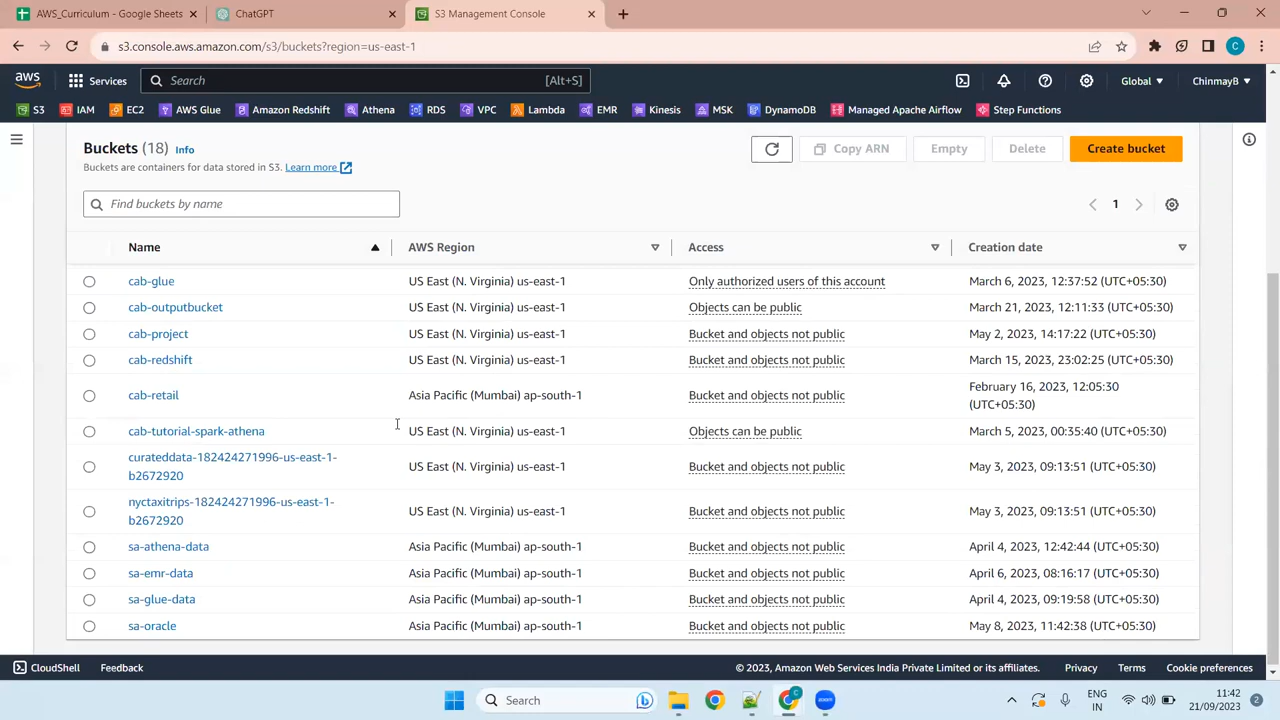 AWS_Curriculum - Google Sheets
ChatGPT
S3 Management Console
s3.console.aws.amazon.com/s3/buckets?region=us-east-1
aws Services Search [Alt+S] Global ChinmayB
S3 IAM EC2 AWS Glue Amazon Redshift Athena RDS VPC Lambda EMR Kinesis MSK DynamoDB Managed Apache Airflow Step Functions
Buckets (18) Info
Copy ARN Empty Delete Create bucket
Buckets are containers for data stored in S3. Learn more
Find buckets by name
1
Name AWS Region Access Creation date
cab-glue US East (N. Virginia) us-east-1 Only authorized users of this account March 6, 2023, 12:37:52 (UTC+05:30)
cab-outputbucket US East (N. Virginia) us-east-1 Objects can be public March 21, 2023, 12:11:33 (UTC+05:30)
cab-project US East (N. Virginia) us-east-1 Bucket and objects not public May 2, 2023, 14:17:22 (UTC+05:30)
cab-redshift US East (N. Virginia) us-east-1 Bucket and objects not public March 15, 2023, 23:02:25 (UTC+05:30)
cab-retail Asia Pacific (Mumbai) ap-south-1 Bucket and objects not public February 16, 2023, 12:05:30
(UTC+05:30)
cab-tutorial-spark-athena US East (N. Virginia) us-east-1 Objects can be public March 5, 2023, 00:35:40 (UTC+05:30)
curateddata-182424271996-us-east-1-
b2672920 US East (N. Virginia) us-east-1 Bucket and objects not public May 3, 2023, 09:13:51 (UTC+05:30)
nyctaxitrips-182424271996-us-east-1-
b2672920 US East (N. Virginia) us-east-1 Bucket and objects not public May 3, 2023, 09:13:51 (UTC+05:30)
sa-athena-data Asia Pacific (Mumbai) ap-south-1 Bucket and objects not public April 4, 2023, 12:42:44 (UTC+05:30)
sa-emr-data Asia Pacific (Mumbai) ap-south-1 Bucket and objects not public April 6, 2023, 08:16:17 (UTC+05:30)
sa-glue-data Asia Pacific (Mumbai) ap-south-1 Bucket and objects not public April 4, 2023, 09:19:58 (UTC+05:30)
sa-oracle Asia Pacific (Mumbai) ap-south-1 Bucket and objects not public May 8, 2023, 11:42:38 (UTC+05:30)
CloudShell Feedback © 2023, Amazon Web Services India Private Limited or its affiliates. Privacy Terms Cookie preferences
Search
ENG
IN
11:42
21/09/2023
2